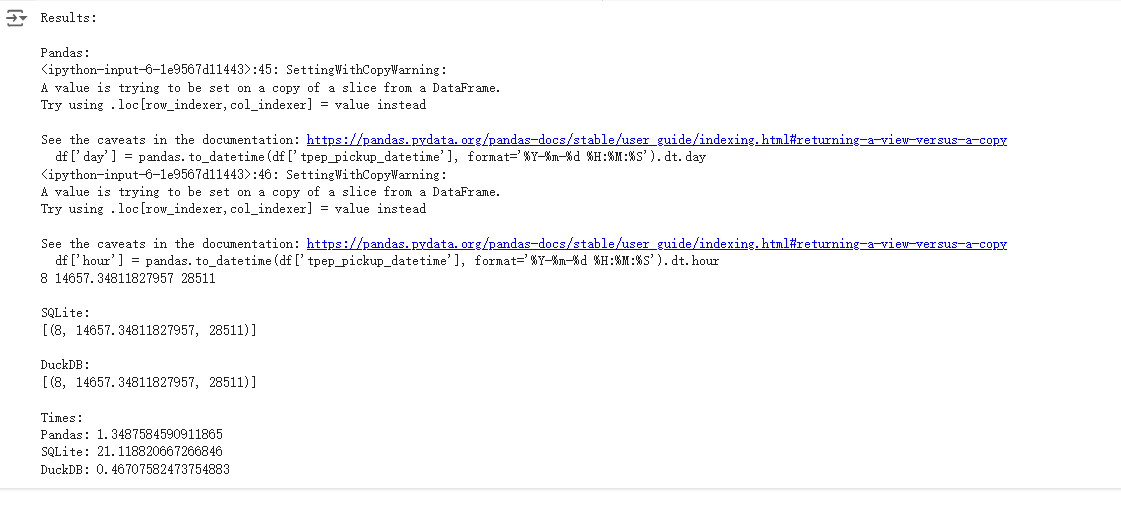 Results:
Pandas:
<ipython-input-6-1e9567d11443>:45: SettingWithCopyWarning:
A value is trying to be set on a copy of a slice from a DataFrame.
Try using .loc[row_indexer,col_indexer] = value instead
See the caveats in the documentation: https://pandas.pydata.org/pandas-docs/stable/user_guide/indexing.html#returning-a-view-versus-a-copy
df['day'] = pandas.to_datetime(df['tpep_pickup_datetime'], format='%Y-%m-%d %H:%M:%S').dt.day
<ipython-input-6-1e9567d11443>:46: SettingWithCopyWarning:
A value is trying to be set on a copy of a slice from a DataFrame.
Try using .loc[row_indexer,col_indexer] = value instead
See the caveats in the documentation: https://pandas.pydata.org/pandas-docs/stable/user_guide/indexing.html#returning-a-view-versus-a-copy
df['hour'] = pandas.to_datetime(df['tpep_pickup_datetime'], format='%Y-%m-%d %H:%M:%S').dt.hour
8 14657.34811827957 28511
SQLite:
[(8, 14657.34811827957, 28511)]
DuckDB:
[(8, 14657.34811827957, 28511)]
Times:
Pandas: 1.3487584590911865
SQLite: 21.118820667266846
DuckDB: 0.46707582473754883